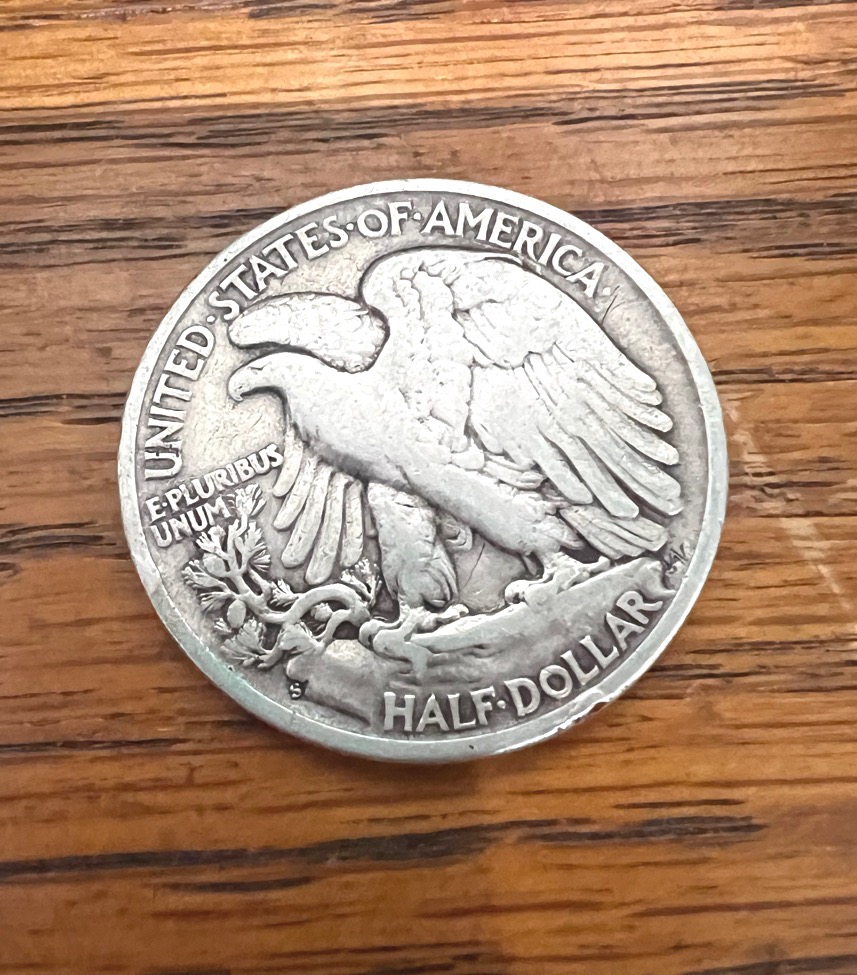 UNITED·STATES·OF·AMERICA·
E·PLURIBUS
UNUM
S
HALF·DOLLAR